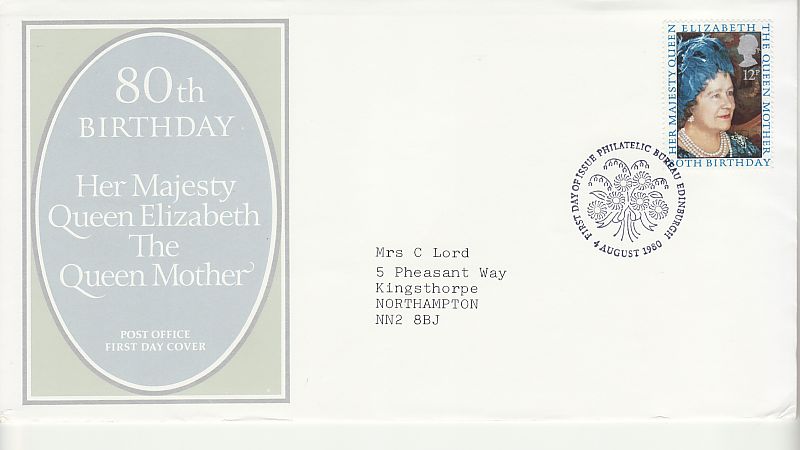 80th
BIRTHDAY
Her Majesty
Queen Elizabeth
The
Queen Mother
POST OFFICE
FIRST DAY COVER
HER MAJESTY QUEEN ELIZABETH THE QUEEN MOTHER
80TH BIRTHDAY
12P
FIRST DAY OF ISSUE PHILATELIC BUREAU EDINBURGH
4 AUGUST 1980
Mrs C Lord
5 Pheasant Way
Kingsthorpe
NORTHAMPTON
NN2 8BJ